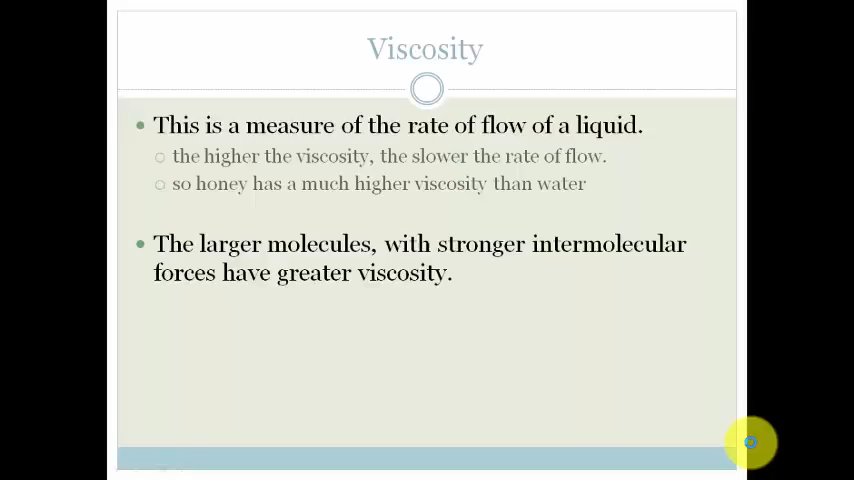 Viscosity
• This is a measure of the rate of flow of a liquid.
○ the higher the viscosity, the slower the rate of flow.
○ so honey has a much higher viscosity than water
• The larger molecules, with stronger intermolecular
forces have greater viscosity.